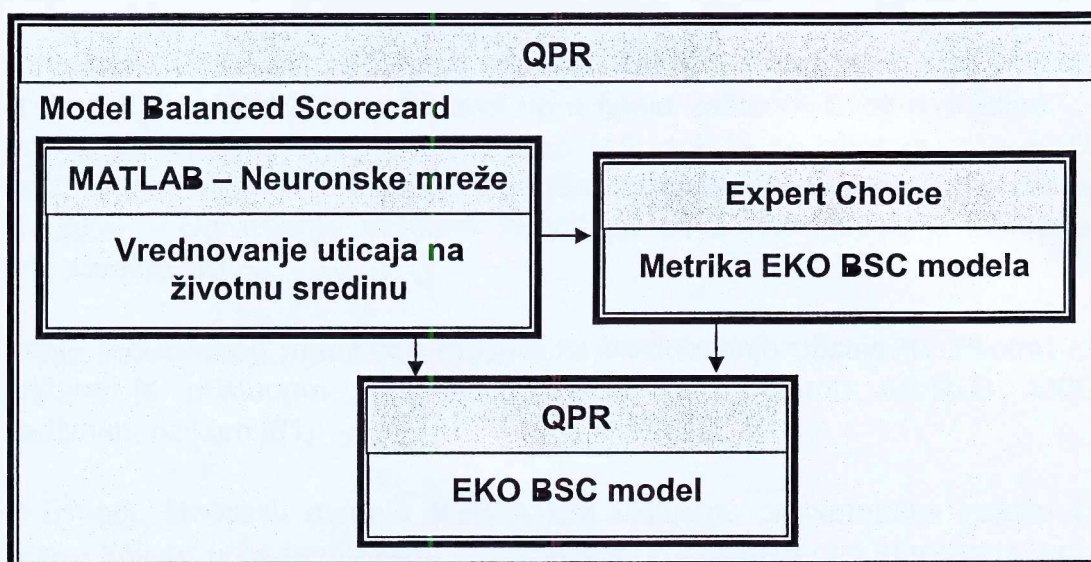 QPR
Model Balanced Scorecard
MATLAB – Neuronske mreže
Vrednovanje uticaja na
životnu sredinu
Expert Choice
Metrika EKO BSC modela
QPR
EKO BSC model